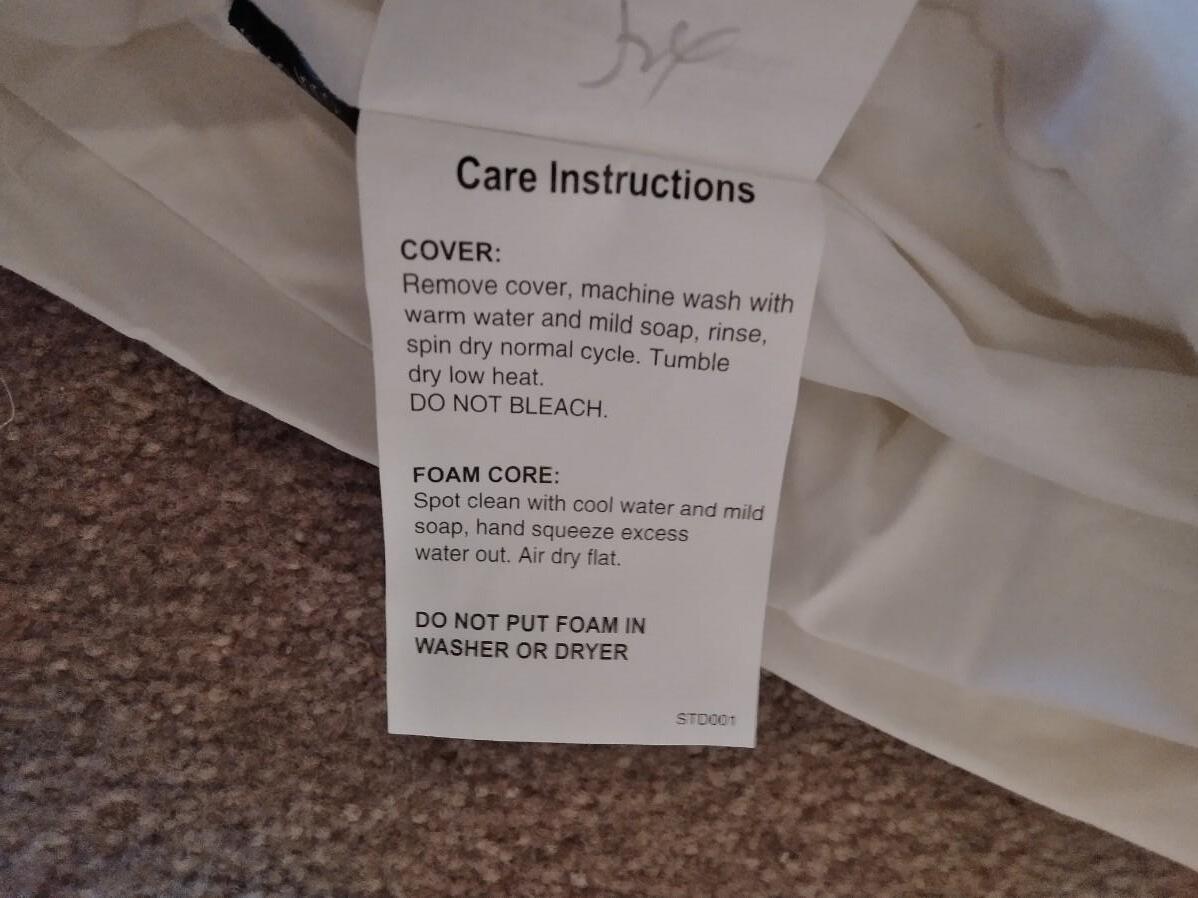 Care Instructions
COVER:
Remove cover, machine wash with
warm water and mild soap, rinse,
spin dry normal cycle. Tumble
dry low heat.
DO NOT BLEACH.
FOAM CORE:
Spot clean with cool water and mild
soap, hand squeeze excess
water out. Air dry flat.
DO NOT PUT FOAM IN
WASHER OR DRYER
STD001